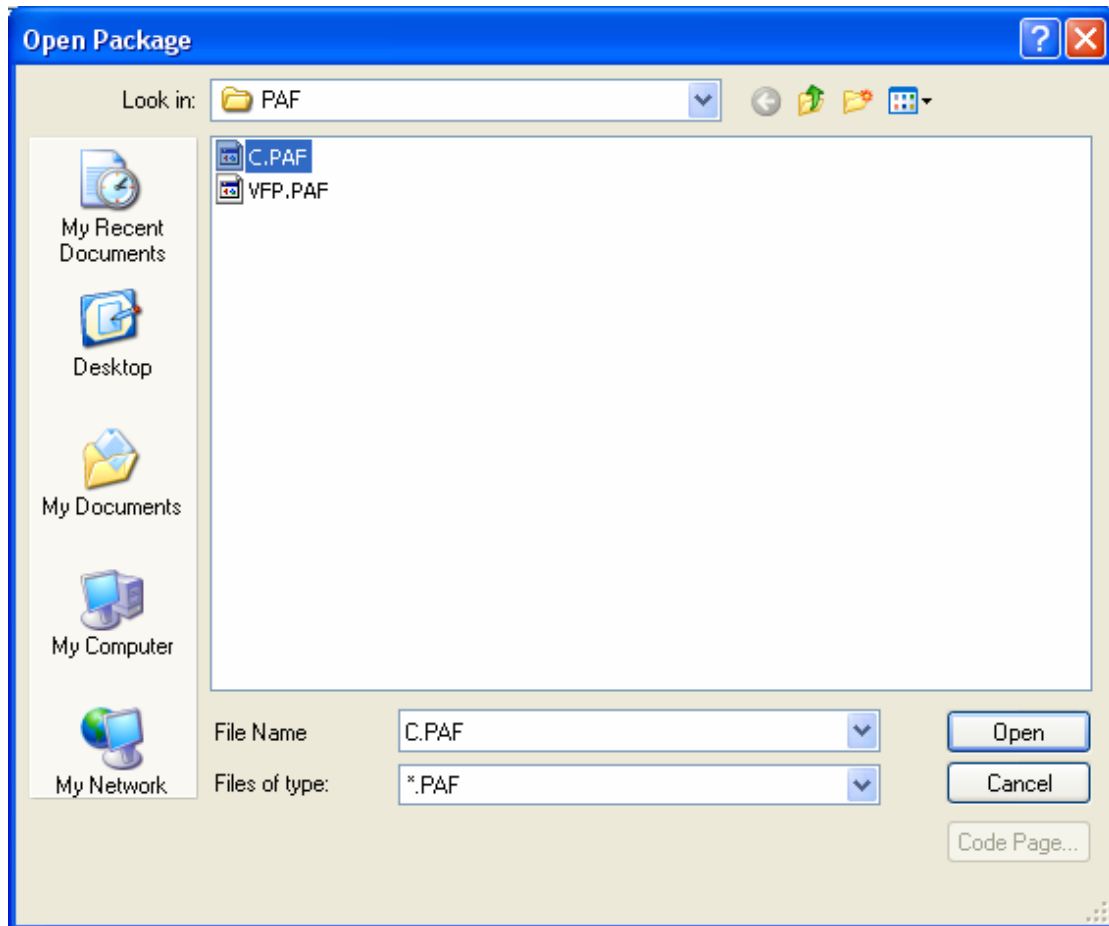 Open Package
Look in:
PAF
C.PAF
VFP.PAF
My Recent
Documents
Desktop
My Documents
My Computer
My Network
File Name
C.PAF
Open
Files of type:
*.PAF
Cancel
Code Page...